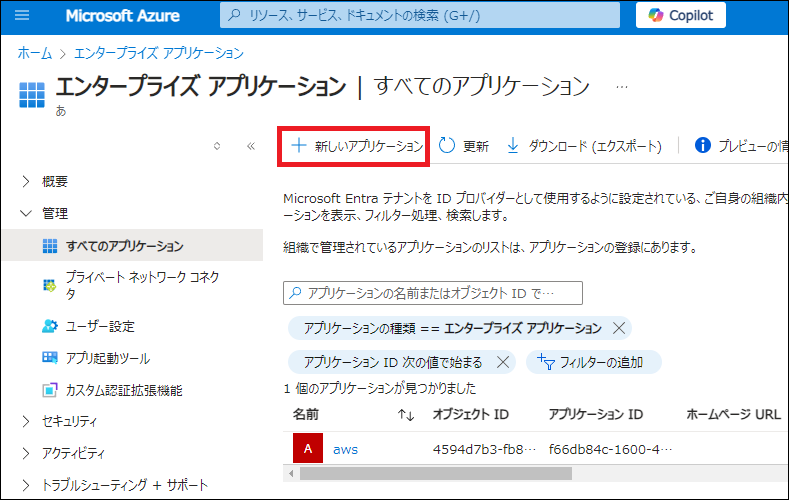 Microsoft Azure
リソース、サービス、ドキュメントの検索 (G+/)
Copilot
ホーム > エンタープライズ アプリケーション
エンタープライズ アプリケーション | すべてのアプリケーション ...
あ
新しいアプリケーション
更新
ダウンロード (エクスポート)
プレビューの情
概要
管理
すべてのアプリケーション
プライベート ネットワーク コネク
タ
ユーザー設定
アプリ起動ツール
カスタム認証拡張機能
セキュリティ
アクティビティ
トラブルシューティング + サポート
Microsoft Entra テナントを ID プロバイダーとして使用するように設定されている、ご自身の組織内
ーションを表示、フィルター処理、検索します。
組織で管理されているアプリケーションのリストは、アプリケーションの登録にあります。
アプリケーションの名前またはオブジェクト ID で…
アプリケーションの種類 == エンタープライズ アプリケーション
アプリケーション ID 次の値で始まる
フィルターの追加
1 個のアプリケーションが見つかりました
名前 ↑↓ オブジェクト ID アプリケーション ID ホームページ URL
A aws 4594d7b3-fb8… f66db84c-1600-4…